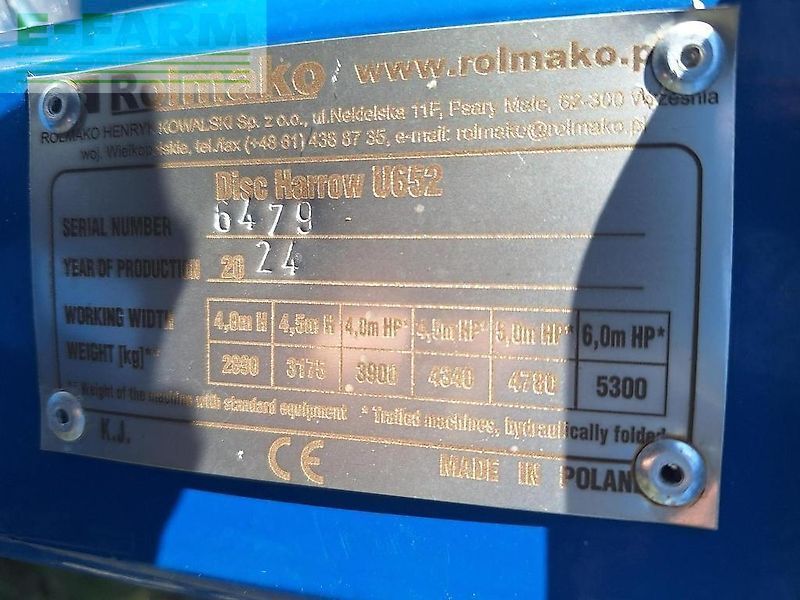 E-FARM
Rolmako www.rolmako.pl
ROLMAKO HENRYK KOWALSKI Sp. z o.o., ul.Nekielska 11F, Psary Małe, 62-300 Września
woj. Wielkopolskie, tel./fax (+48 61) 438 87 35, e-mail: rolmako@rolmako.pl
Disc Harrow U652
SERIAL NUMBER 6479
YEAR OF PRODUCTION 20 24
WORKING WIDTH 4,0m H 4,5m H 4,0m HP* 4,5m HP* 5,0m HP* 6,0m HP*
WEIGHT [kg]** 2890 3175 3900 4340 4780 5300
** Weight of the machine with standard equipment * Trailed machines, hydraulically folded
K.J.
CE MADE IN POLAND